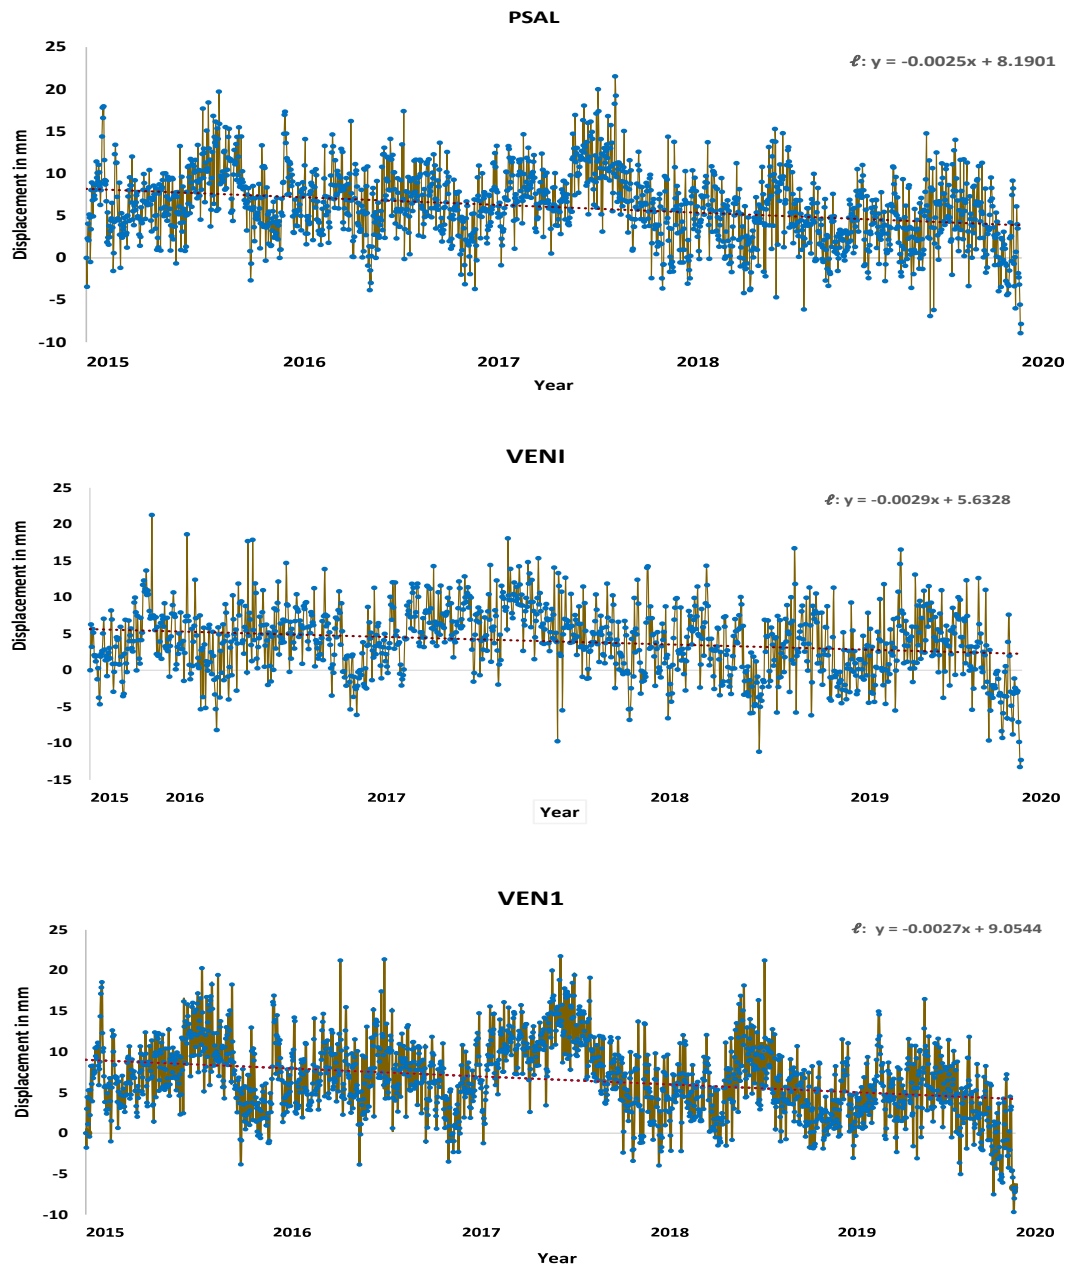 PSAL
ℓ: y = -0.0025x + 8.1901
Displacement in mm
25
20
15
10
5
0
-5
-10
2015 2016 2017 2018 2020
Year
VENI
ℓ: y = -0.0029x + 5.6328
Displacement in mm
25
20
15
10
5
0
-5
-10
-15
2015 2016 2017 2018 2019 2020
Year
VEN1
ℓ: y = -0.0027x + 9.0544
Displacement in mm
25
20
15
10
5
0
-5
-10
2015 2016 2017 2018 2019 2020
Year